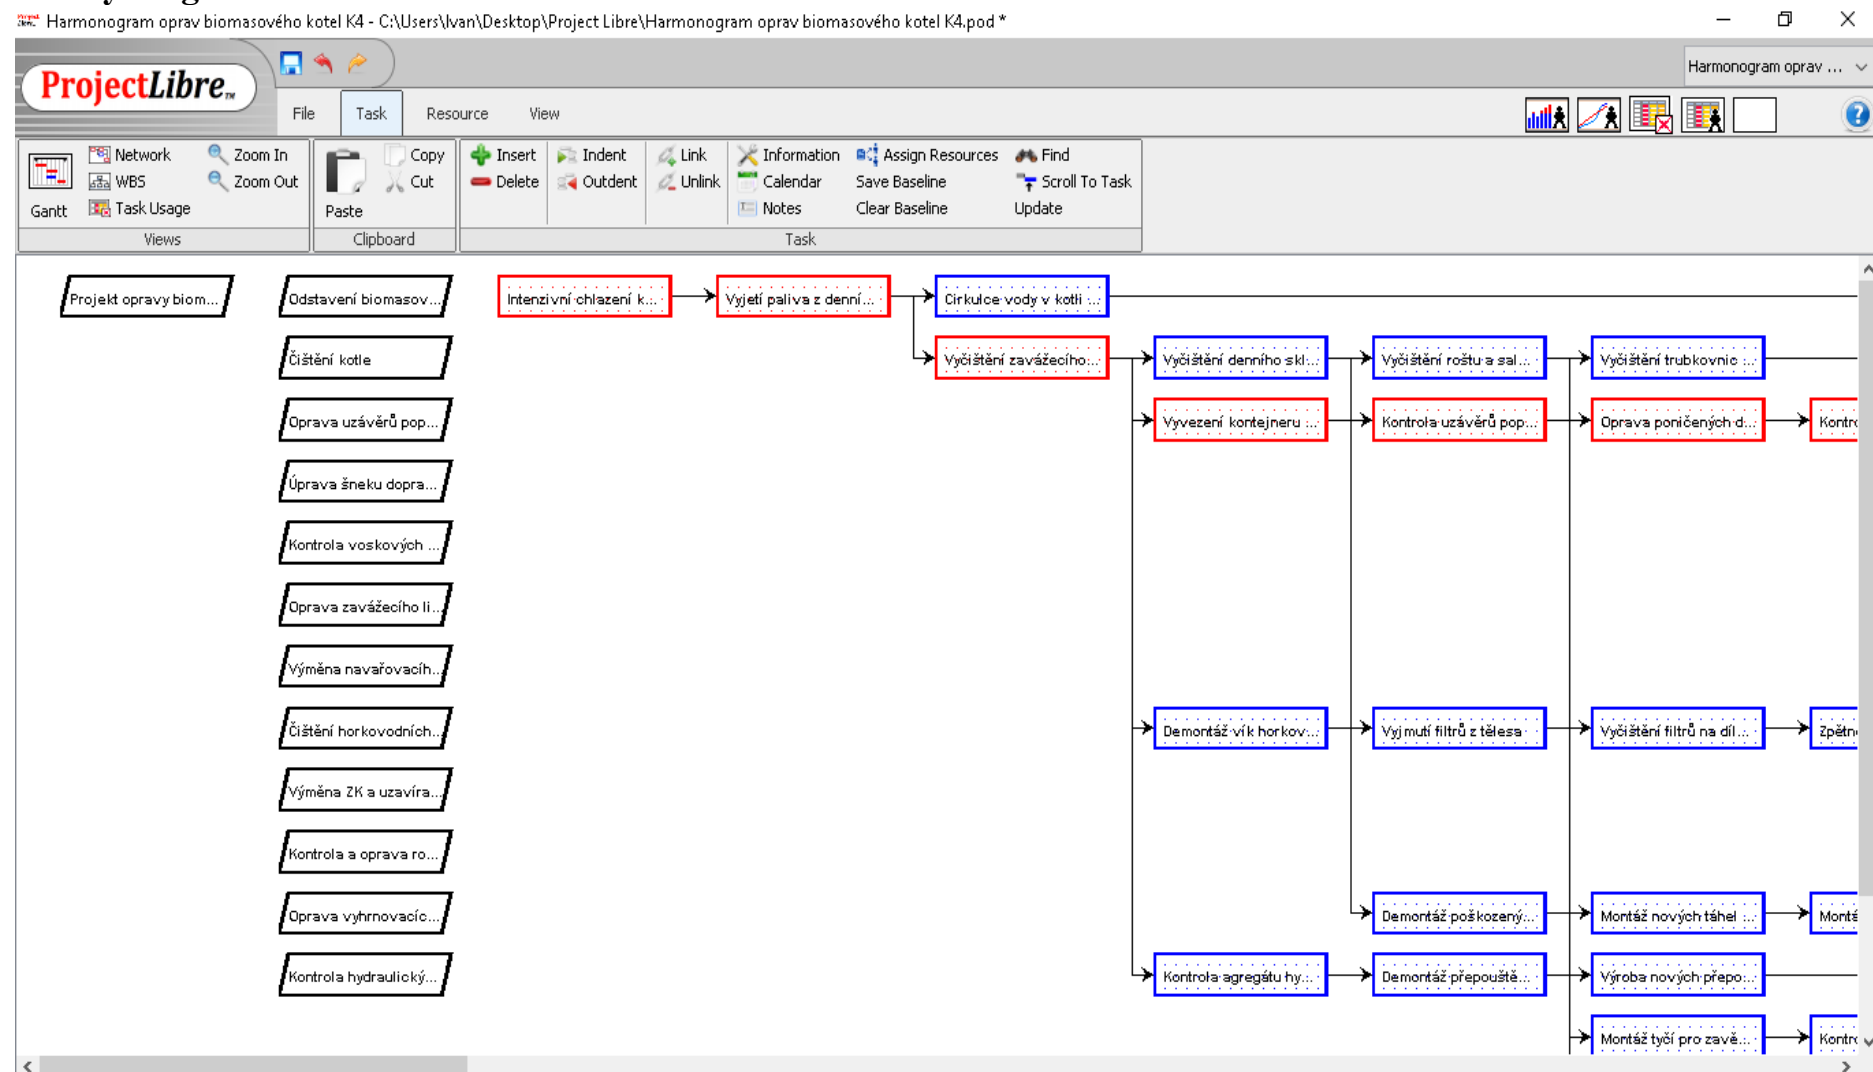 Harmonogram oprav biomasového kotel K4 - C:\Users\Ivan\Desktop\Project Libre\Harmonogram oprav biomasového kotel K4.pod *
ProjectLibre™
Harmonogram oprav ...
File Task Resource View
Network Zoom In Copy Insert Indent Link Information Assign Resources Find
WBS Zoom Out Cut Delete Outdent Unlink Calendar Save Baseline Scroll To Task
Gantt Task Usage Paste Notes Clear Baseline Update
Views Clipboard Task
Projekt opravy biom... Odstavení biomasov... Intenzivní chlazení k... Vyjetí paliva z denní... Cirkulce vody v kotli ...
Čištění kotle Vyčištění zavážecího... Vyčištění denního skl... Vyčištění roštu a sal... Vyčištění trubkovnic ...
Oprava uzávěrů pop... Vyvezení kontejneru ... Kontrola uzávěrů pop... Oprava poničených d... Kontro
Úprava šneku dopra...
Kontrola voskových ...
Oprava zavážecího li...
Výměna navařovacíh...
Čištění horkovodních... Demontáž vík horkov... Vyjmutí filtrů z tělesa Vyčištění filtrů na díl... Zpětn
Výměna ZK a uzavíra...
Kontrola a oprava ro...
Oprava vyhrnovacíc... Demontáž poškozený... Montáž nových táhel ... Montá
Kontrola hydraulický... Kontrola agregátu hy... Demontáž přepouště... Výroba nových přepo...
Montáž tyčí pro zavě... Kontro